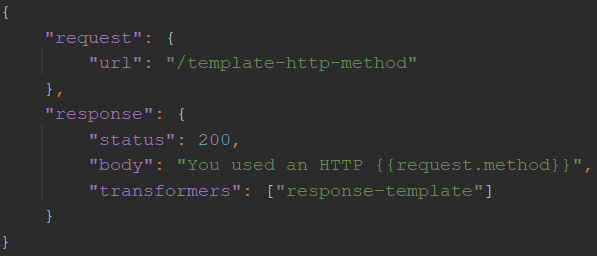 {
    "request": {
        "url": "/template-http-method"
    },
    "response": {
        "status": 200,
        "body": "You used an HTTP {{request.method}}",
        "transformers": ["response-template"]
    }
}